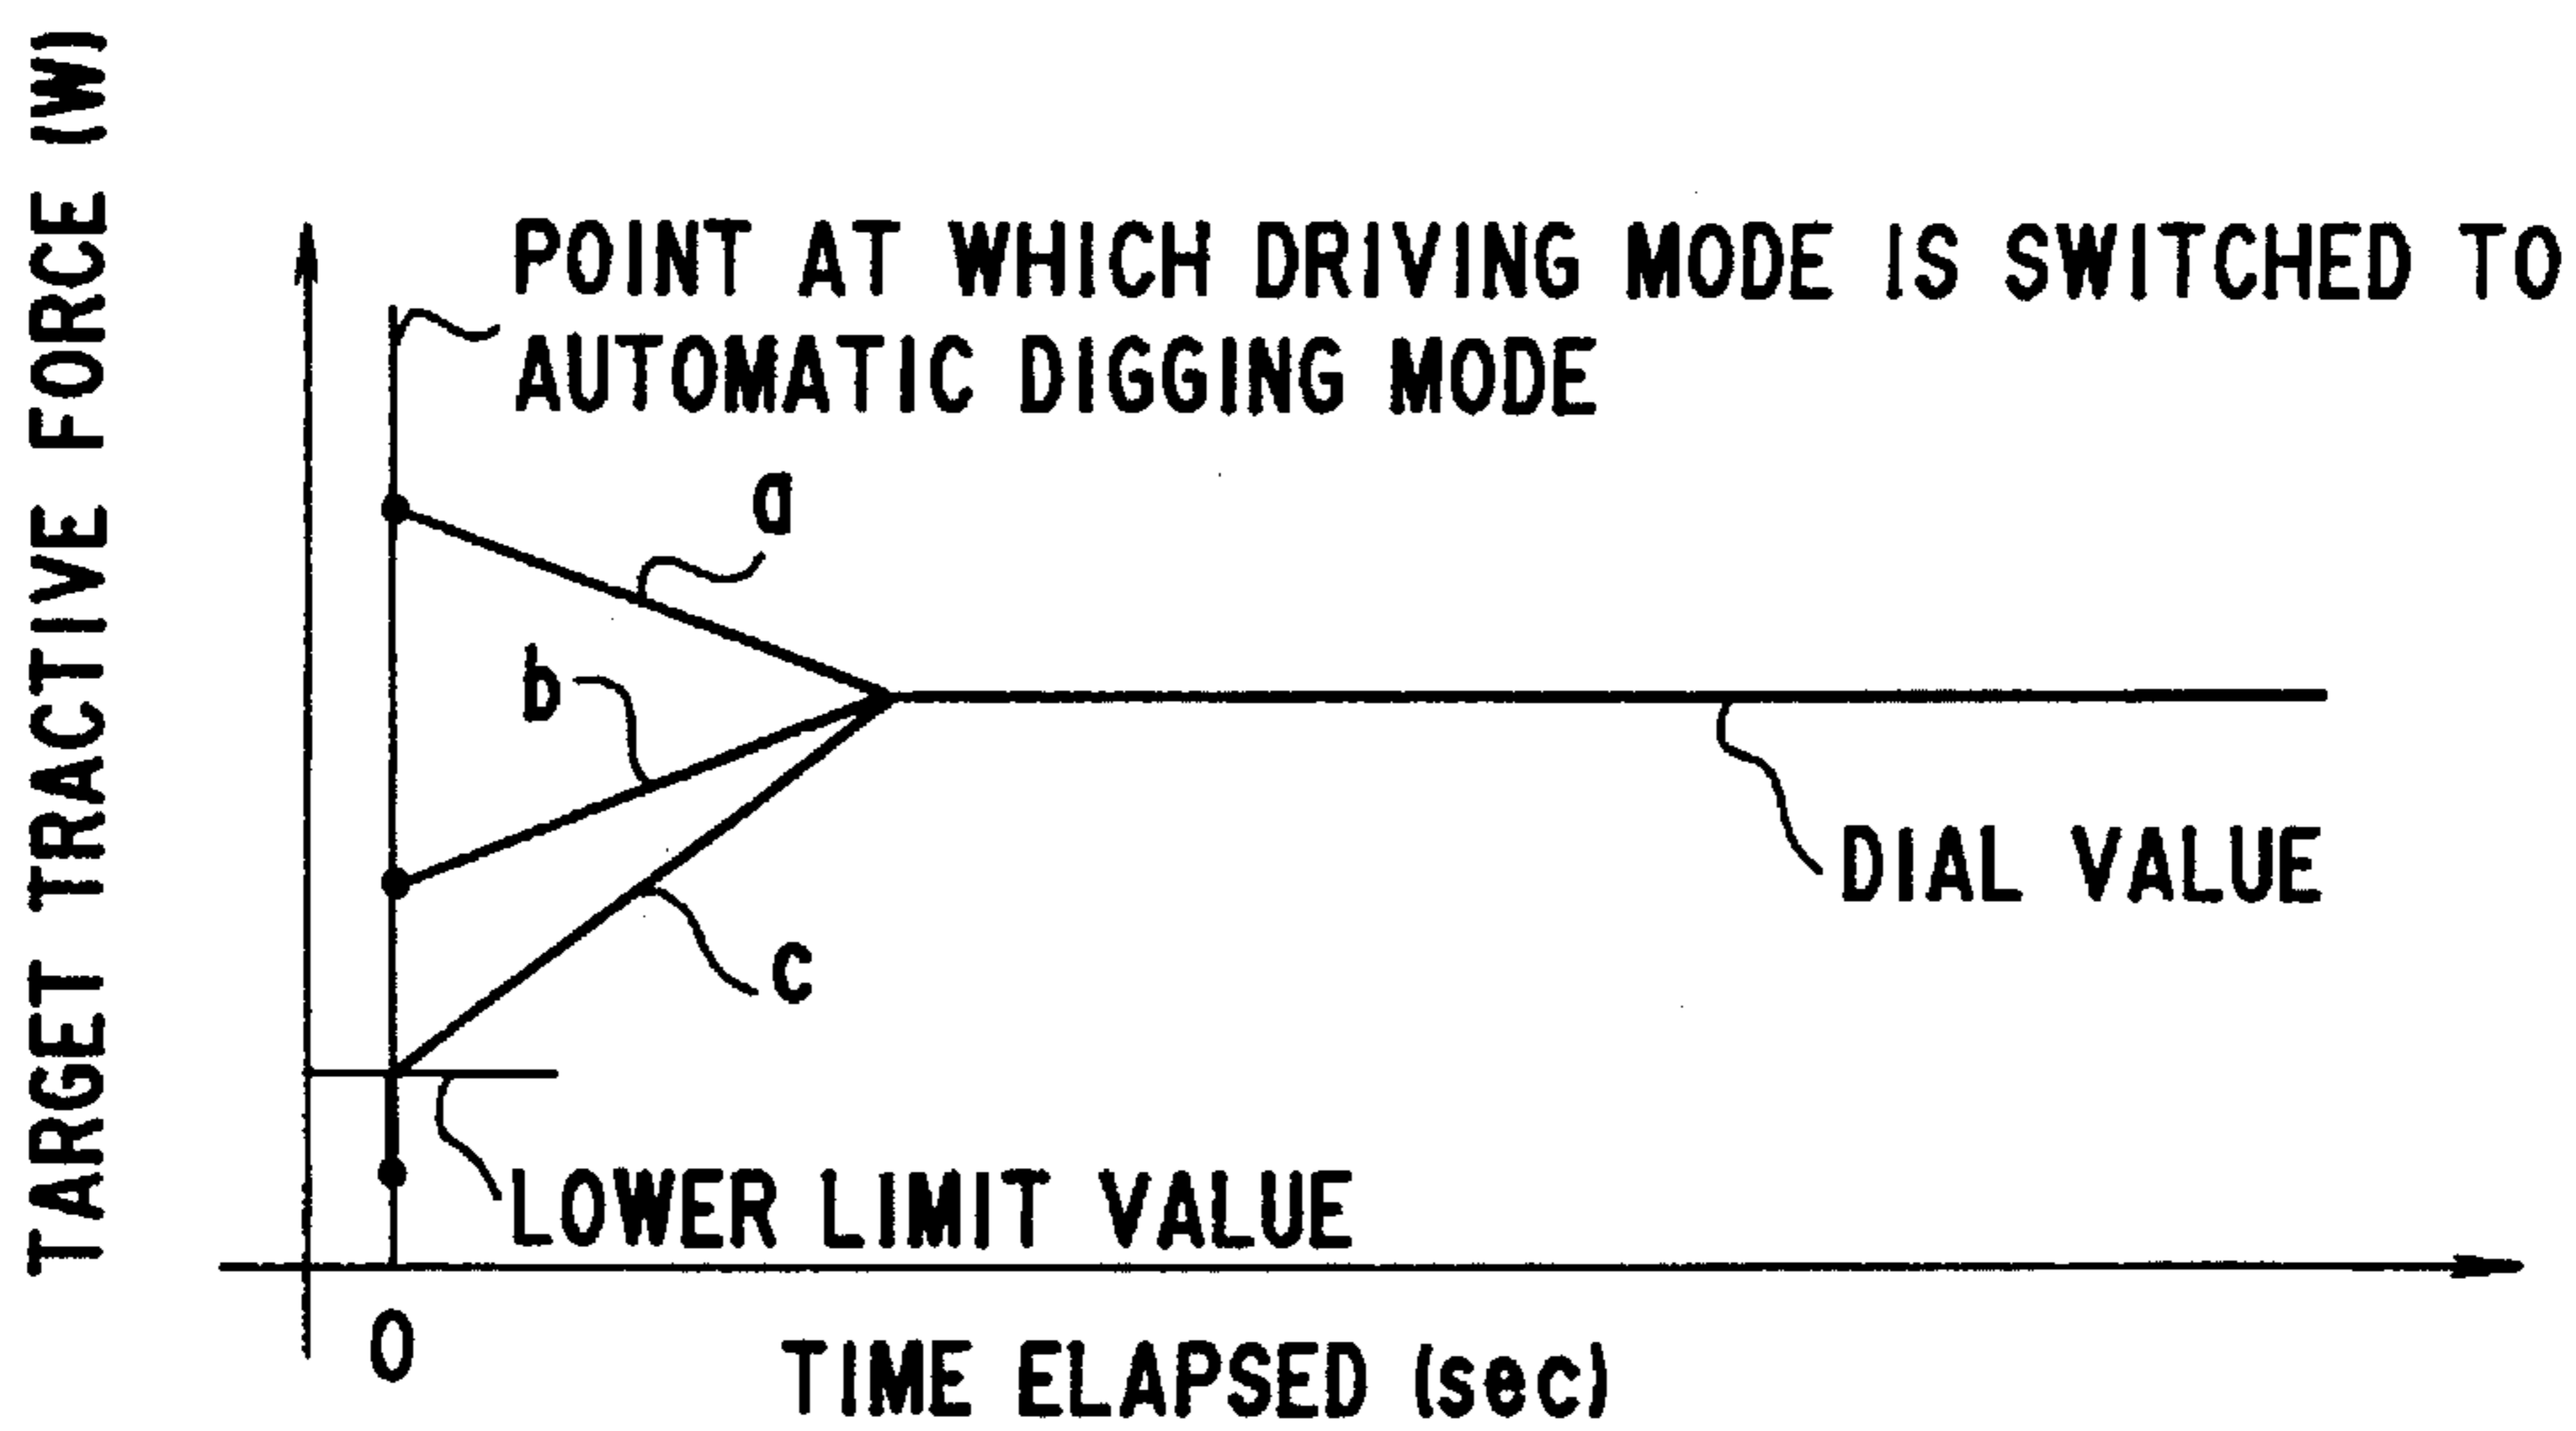 TARGET TRACTIVE FORCE (W)
POINT AT WHICH DRIVING MODE IS SWITCHED TO
AUTOMATIC DIGGING MODE
a
b
c
DIAL VALUE
LOWER LIMIT VALUE
0
TIME ELAPSED (sec)